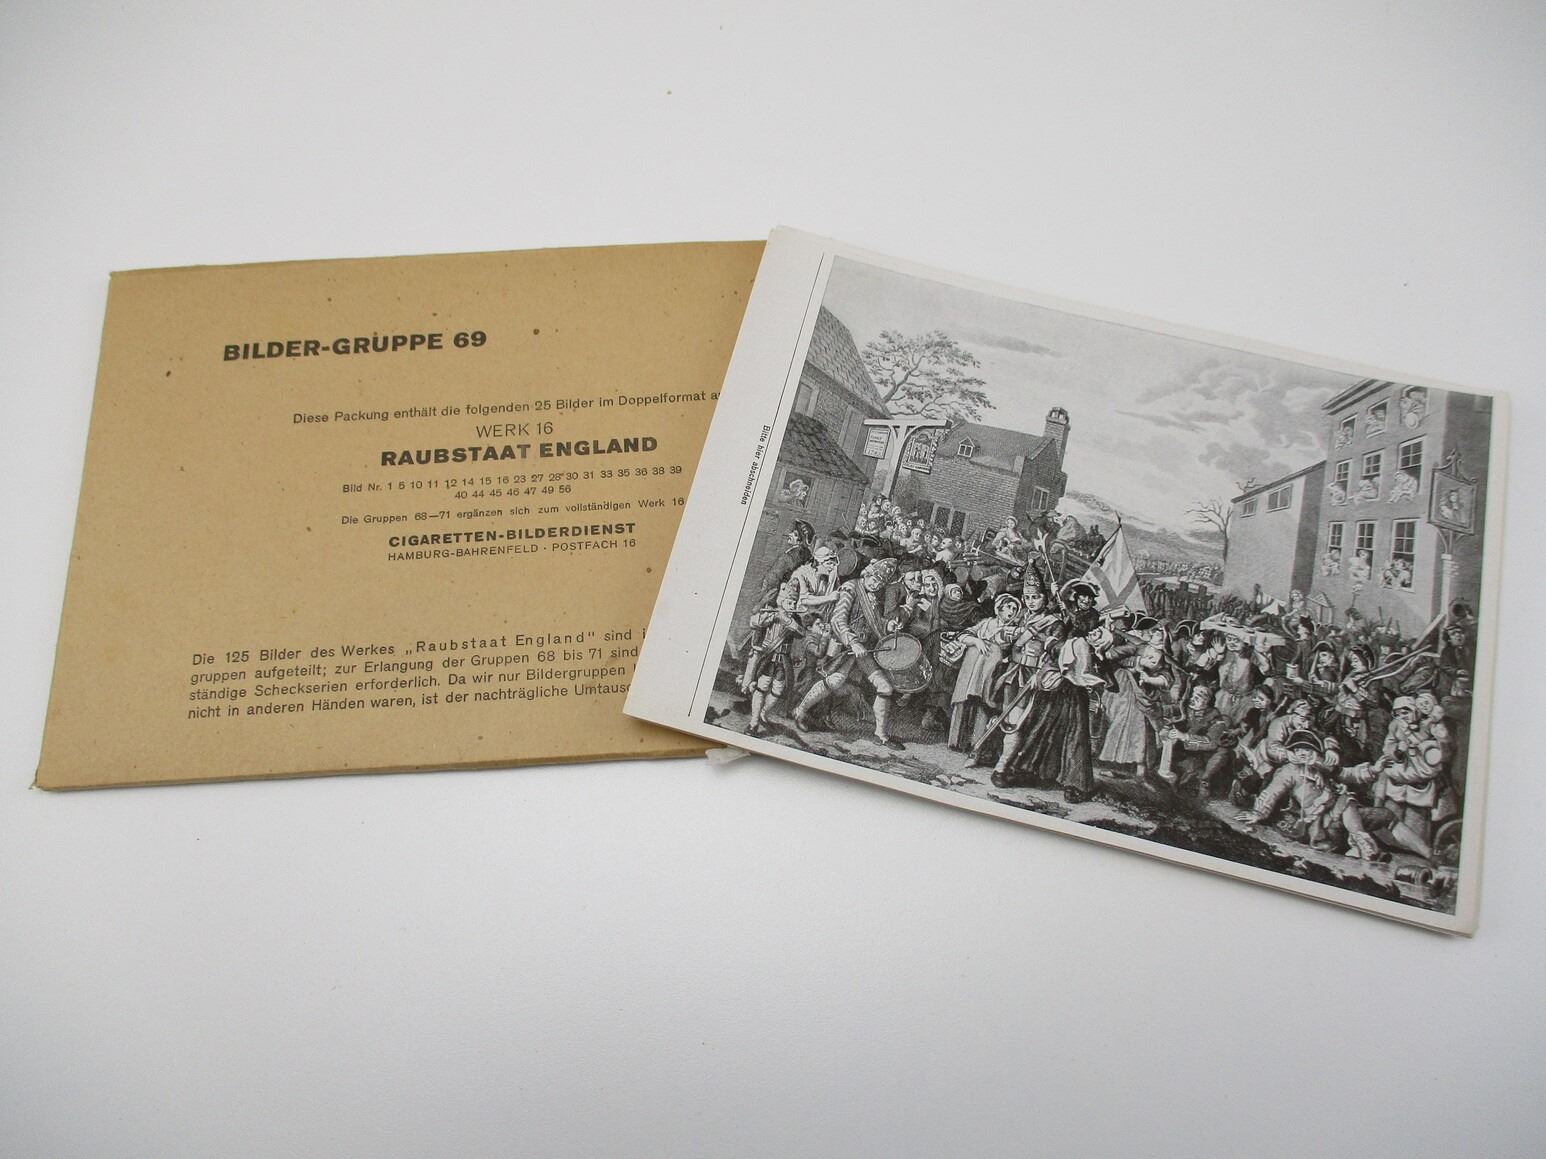 BILDER-GRUPPE 69
Diese Packung enthält die folgenden 25 Bilder im Doppelformat
WERK 16
RAUBSTAAT ENGLAND
Bild Nr. 1 5 10 11 12 14 15 16 23 27 28 30 31 33 35 36 38 39
40 44 45 46 47 49 56
Die Gruppen 68—71 ergänzen sich zum vollständigen Werk 16
CIGARETTEN-BILDERDIENST
HAMBURG-BAHRENFELD · POSTFACH 16
Die 125 Bilder des Werkes „Raubstaat England" sind
gruppen aufgeteilt; zur Erlangung der Gruppen 68 bis 71 sind
ständige Scheckserien erforderlich. Da wir nur Bildergruppen
nicht in anderen Händen waren, ist der nachträgliche
Bitte hier abschneiden